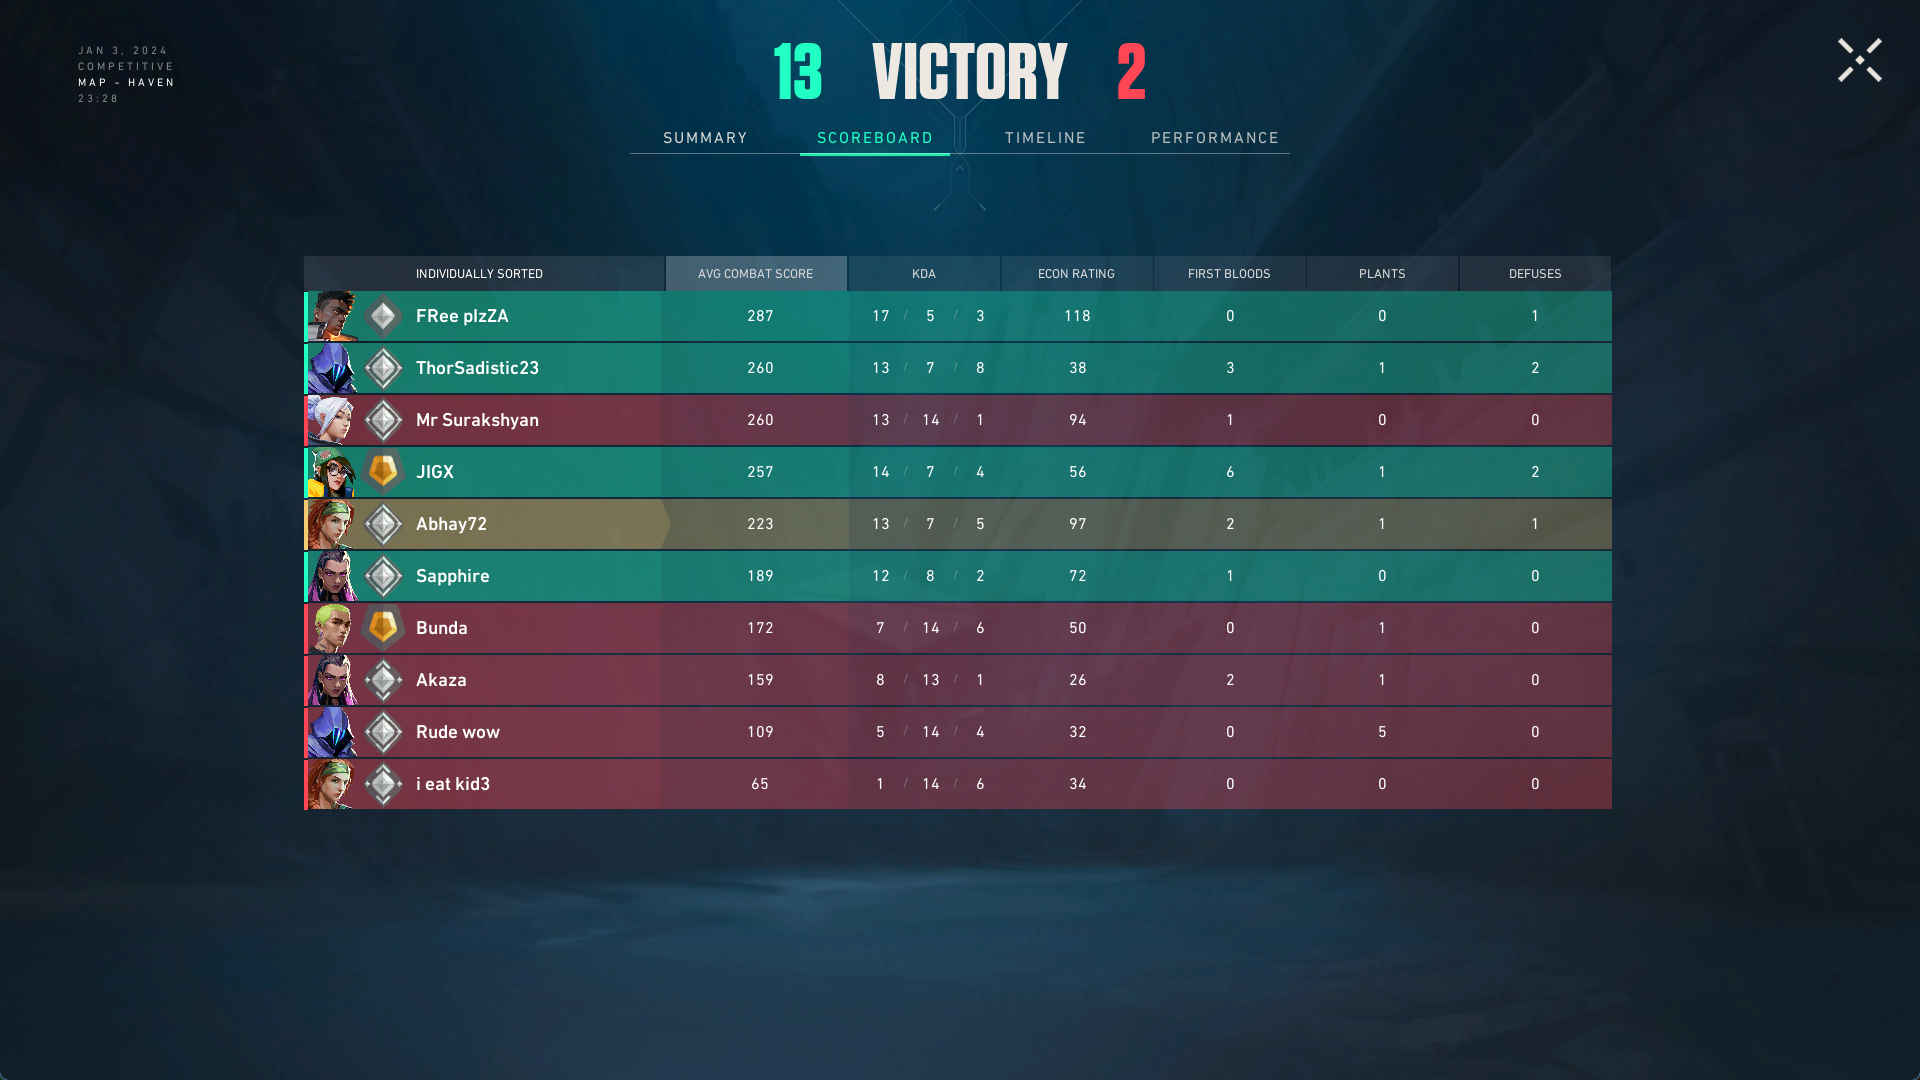 JAN 3, 2024
COMPETITIVE
MAP - HAVEN
23:28
13 VICTORY 2
SUMMARY SCOREBOARD TIMELINE PERFORMANCE
INDIVIDUALLY SORTED AVG COMBAT SCORE KDA ECON RATING FIRST BLOODS PLANTS DEFUSES
FRee pIzZA 287 17 / 5 / 3 118 0 0 1
ThorSadistic23 260 13 / 7 / 8 38 3 1 2
Mr Surakshyan 260 13 / 14 / 1 94 1 0 0
JIGX 257 14 / 7 / 4 56 6 1 2
Abhay72 223 13 / 7 / 5 97 2 1 1
Sapphire 189 12 / 8 / 2 72 1 0 0
Bunda 172 7 / 14 / 6 50 0 1 0
Akaza 159 8 / 13 / 1 26 2 1 0
Rude wow 109 5 / 14 / 4 32 0 5 0
i eat kid3 65 1 / 14 / 6 34 0 0 0